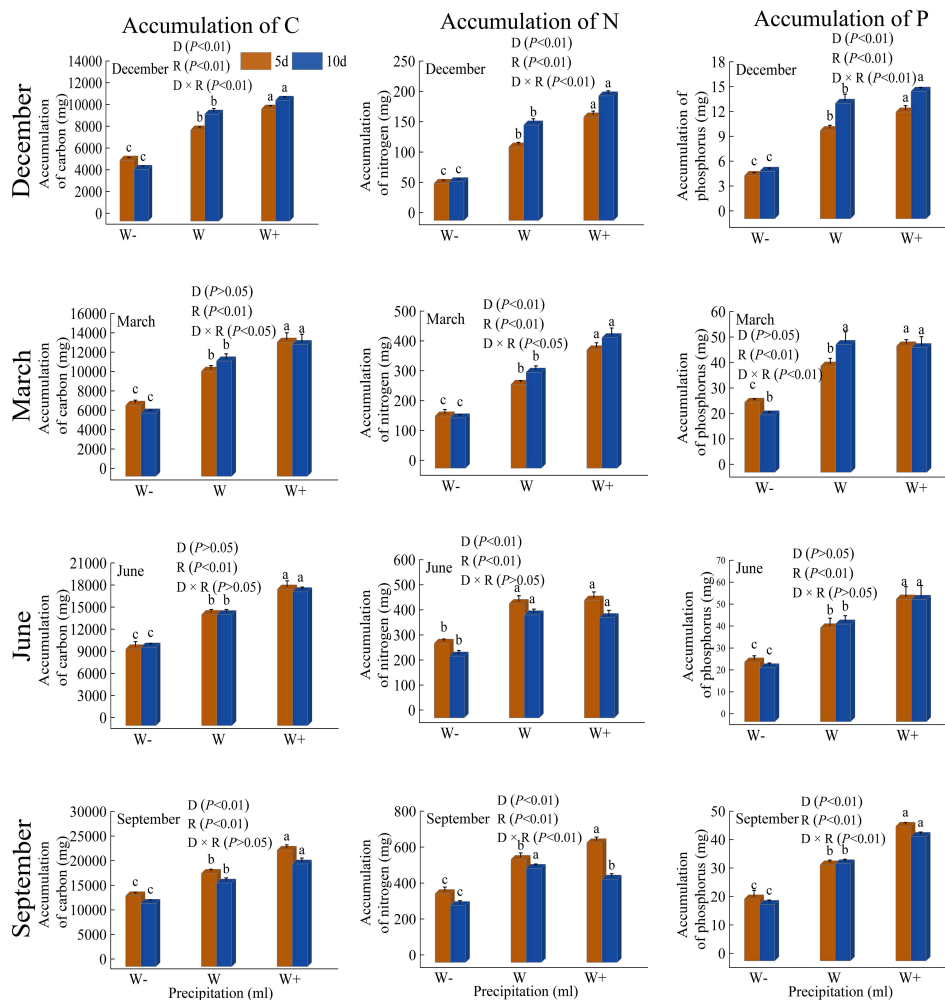 Accumulation of C
Accumulation of N
Accumulation of P
December
Accumulation
of carbon (mg)
14000
12000
10000
8000
6000
4000
2000
0
December
D (P<0.01)
R (P<0.01)
D × R (P<0.01)
5d
10d
c
c
b
b
a
a
W-
W
W+
Accumulation
of nitrogen (mg)
250
200
150
100
50
0
December
D (P<0.01)
R (P<0.01)
D × R (P<0.01)
c
c
b
b
a
a
W-
W
W+
Accumulation of
phosphorus (mg)
18
15
12
9
6
3
0
December
D (P<0.01)
R (P<0.01)
D × R (P<0.01)
c
c
b
b
a
a
W-
W
W+
March
Accumulation
of carbon (mg)
16000
14000
12000
10000
8000
6000
4000
2000
0
March
D (P>0.05)
R (P<0.01)
D × R (P<0.05)
c
c
b
b
a
a
W-
W
W+
Accumulation
of nitrogen (mg)
500
400
300
200
100
0
March
D (P<0.01)
R (P<0.01)
D × R (P<0.05)
c
c
b
b
a
a
W-
W
W+
Accumulation
of phosphorus (mg)
60
50
40
30
20
10
0
March
D (P>0.05)
R (P<0.01)
D × R (P<0.01)
c
b
b
a
a
a
W-
W
W+
June
Accumulation
of carbon (mg)
21000
18000
15000
12000
9000
6000
3000
0
June
D (P>0.05)
R (P<0.01)
D × R (P>0.05)
c
c
b
b
a
a
W-
W
W+
Accumulation
of nitrogen (mg)
600
500
400
300
200
100
0
June
D (P<0.01)
R (P<0.01)
D × R (P>0.05)
b
b
a
a
a
a
W-
W
W+
Accumulation
of phosphorus (mg)
70
60
50
40
30
20
10
0
June
D (P>0.05)
R (P<0.01)
D × R (P>0.05)
c
c
b
b
a
a
W-
W
W+
September
Accumulation
of carbon (mg)
30000
25000
20000
15000
10000
5000
0
September
D (P<0.01)
R (P<0.01)
D × R (P>0.05)
c
c
b
b
a
a
W-
W
W+
Precipitation (ml)
Accumulation
of nitrogen (mg)
800
600
400
200
0
September
D (P<0.01)
R (P<0.01)
D × R (P<0.01)
c
c
b
a
a
b
W-
W
W+
Precipitation (ml)
Accumulation
of phosphorus (mg)
50
40
30
20
10
0
September
D (P<0.01)
R (P<0.01)
D × R (P<0.01)
c
c
b
b
a
a
W-
W
W+
Precipitation (ml)